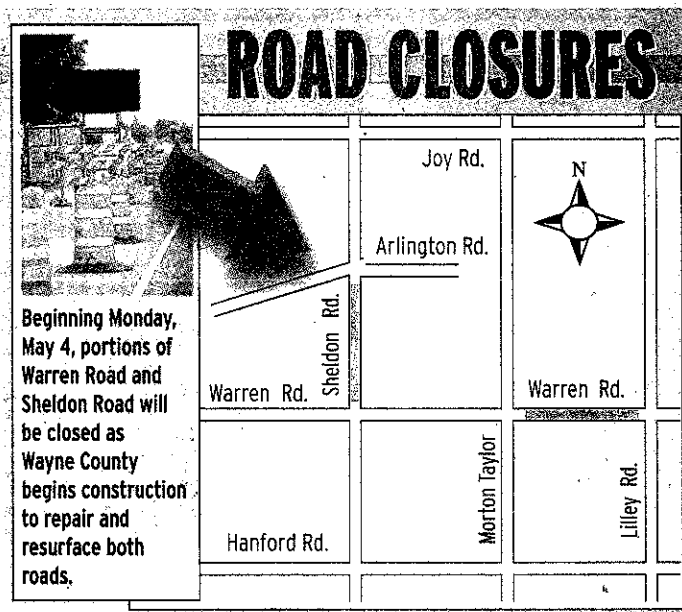 ROAD CLOSURES
Beginning Monday,
May 4, portions of
Warren Road and
Sheldon Road will
be closed as
Wayne County
begins construction
to repair and
resurface both
roads.
Joy Rd.
N
Arlington Rd.
Sheldon Rd.
Warren Rd.
Warren Rd.
Morton Taylor
Lilley Rd.
Hanford Rd.